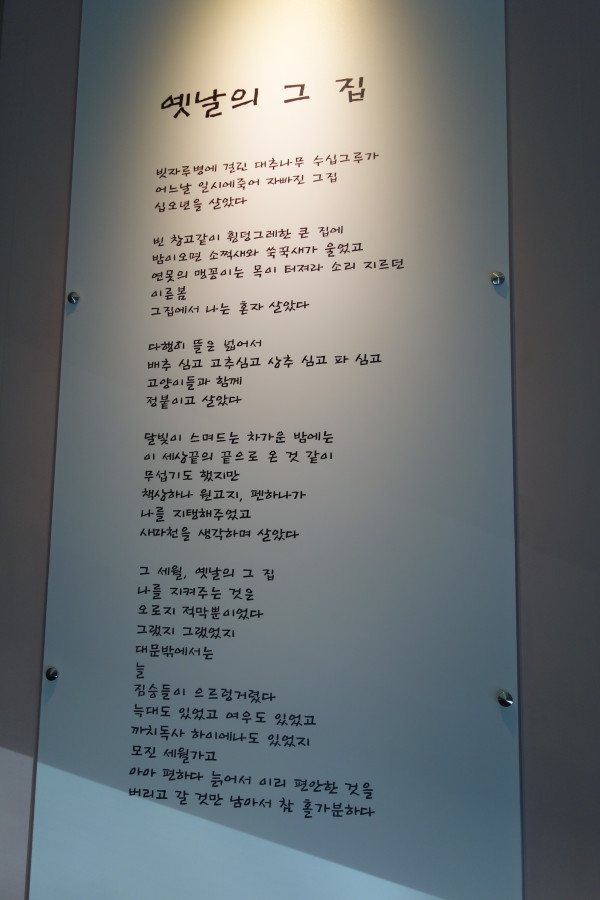 옛날의 그 집
빗자루병에 걸린 대추나무 수십그루가
어느날 일시에죽어 자빠진 그집
십오년을 살았다
빈 창고같이 휑덩그레한 큰 집에
밤이오면 소쩍새와 쑥꾹새가 울었고
연못의 맹꽁이는 목이 터져라 소리 지르던
이른봄
그집에서 나는 혼자 살았다
다행히 뜰은 넓어서
배추 심고 고추심고 상추 심고 파 심고
고양이들과 함께
정붙이고 살았다
달빛이 스며드는 차가운 밤에는
이 세상끝의 끝으로 온 것 같이
무섭기도 했지만
책상하나 원고지, 펜하나가
나를 지탱해주었고
사마천을 생각하며 살았다
그 세월, 옛날의 그 집
나를 지켜주는 것은
오로지 적막뿐이었다
그랬지 그랬었지
대문밖에서는
늘
짐승들이 으르렁거렸다
늑대도 있었고 여우도 있었고
까치독사 하이에나도 있었지
모진 세월가고
아아 편하다 늙어서 이리 편안한 것을
버리고 갈 것만 남아서 참 홀가분하다